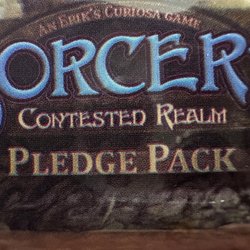 AN ERIK'S CURIOSA GAME
ORCER
CONTESTED REALM
PLEDGE PACK